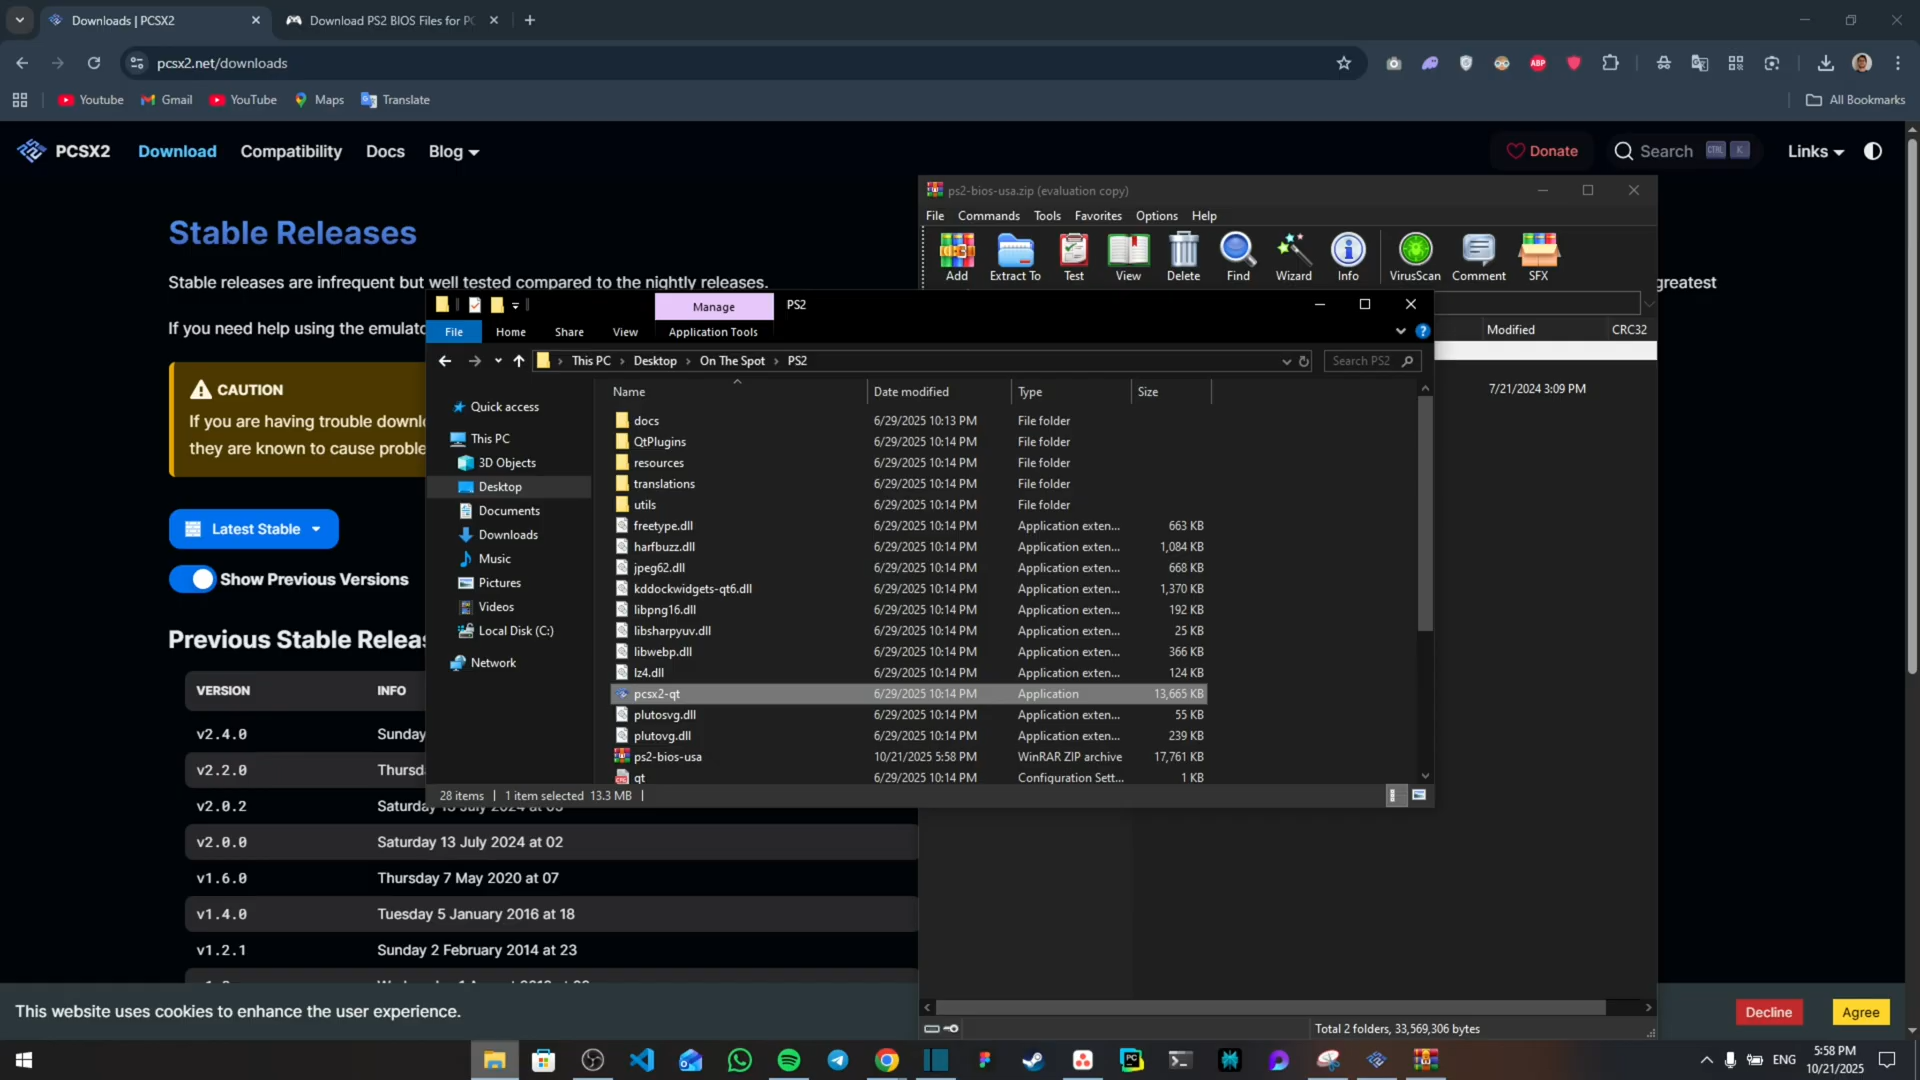 Downloads | PCSX2
Download PS2 BIOS Files for PC
pcsx2.net/downloads
ABP
Youtube
Gmail
YouTube
Maps
Translate
All Bookmarks
PCSX2
Download
Compatibility
Docs
Blog
Donate
Search
CTRL
K
Links
Stable Releases
Stable releases are infrequent but well tested compared to the nightly releases.
greatest
If you need help using the emulato
CAUTION
If you are having trouble downl
they are known to cause proble
Latest Stable
Show Previous Versions
Previous Stable Releas
VERSION INFO
v2.4.0 Sunday
v2.2.0 Thursd
v2.0.2
v2.0.0 Saturday 13 July 2024 at 02
v1.6.0 Thursday 7 May 2020 at 07
v1.4.0 Tuesday 5 January 2016 at 18
v1.2.1 Sunday 2 February 2014 at 23
This website uses cookies to enhance the user experience.
Decline
Agree
ps2-bios-usa.zip (evaluation copy)
File Commands Tools Favorites Options Help
Add Extract To Test View Delete Find Wizard Info VirusScan Comment SFX
Modified CRC32
7/21/2024 3:09 PM
Total 2 folders, 33,569,306 bytes
Manage PS2
File Home Share View Application Tools
This PC Desktop On The Spot PS2
Search PS2
Quick access
This PC
3D Objects
Desktop
Documents
Downloads
Music
Pictures
Videos
Local Disk (C:)
Network
Name Date modified Type Size
docs 6/29/2025 10:13 PM File folder
QtPlugins 6/29/2025 10:14 PM File folder
resources 6/29/2025 10:14 PM File folder
translations 6/29/2025 10:14 PM File folder
utils 6/29/2025 10:14 PM File folder
freetype.dll 6/29/2025 10:14 PM Application exten... 663 KB
harfbuzz.dll 6/29/2025 10:14 PM Application exten... 1,084 KB
jpeg62.dll 6/29/2025 10:14 PM Application exten... 668 KB
kddockwidgets-qt6.dll 6/29/2025 10:14 PM Application exten... 1,370 KB
libpng16.dll 6/29/2025 10:14 PM Application exten... 192 KB
libsharpyuv.dll 6/29/2025 10:14 PM Application exten... 25 KB
libwebp.dll 6/29/2025 10:14 PM Application exten... 366 KB
lz4.dll 6/29/2025 10:14 PM Application exten... 124 KB
pcsx2-qt 6/29/2025 10:14 PM Application 13,665 KB
plutosvg.dll 6/29/2025 10:14 PM Application exten... 55 KB
plutovg.dll 6/29/2025 10:14 PM Application exten... 239 KB
ps2-bios-usa 10/21/2025 5:58 PM WinRAR ZIP archive 17,761 KB
qt 6/29/2025 10:14 PM Configuration Sett... 1 KB
28 items 1 item selected 13.3 MB
ENG
5:58 PM
10/21/2025